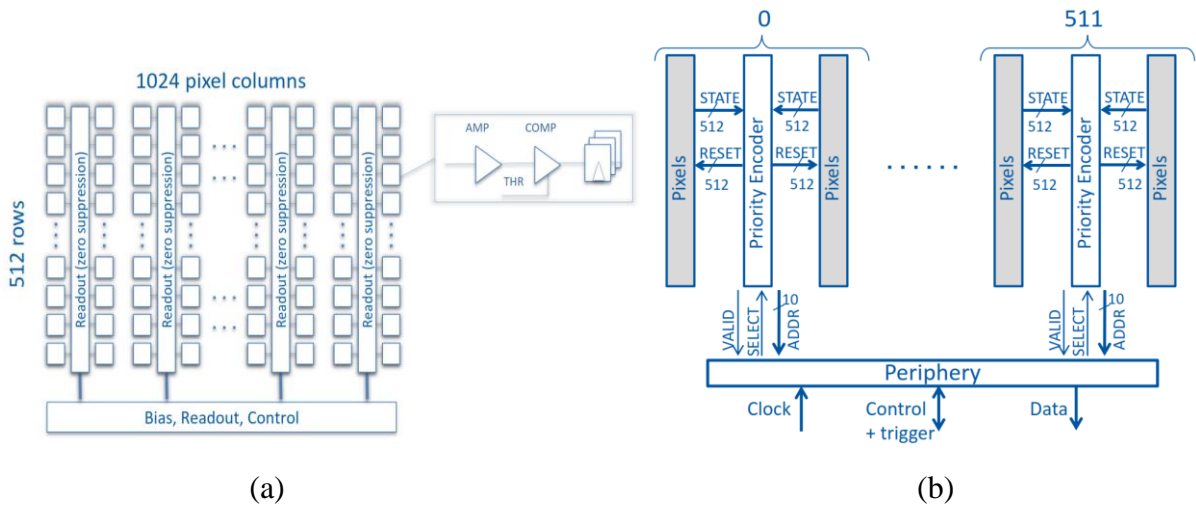 1024 pixel columns
512 rows
Readout (zero suppression)
Readout (zero suppression)
Readout (zero suppression)
Readout (zero suppression)
Bias, Readout, Control
AMP
COMP
THR
(a)
0
511
Pixels
STATE
512
RESET
512
Priority Encoder
STATE
512
RESET
512
Pixels
Pixels
STATE
512
RESET
512
Priority Encoder
STATE
512
RESET
512
Pixels
VALID
SELECT
10
ADDR
VALID
SELECT
10
ADDR
Periphery
Clock
Control
+ trigger
Data
(b)